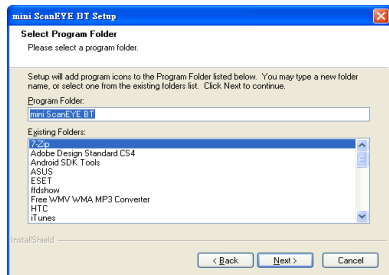 mini ScanEYE BT Setup
Select Program Folder
Please select a program folder.
Setup will add program icons to the Program Folder listed below. You may type a new folder
name, or select one from the existing folders list. Click Next to continue.
Program Folder:
mini ScanEYE BT
Existing Folders:
7-Zip
Adobe Design Standard CS4
Android SDK Tools
ASUS
ESET
ffdshow
Free WMV WMA MP3 Converter
HTC
iTunes
InstallShield
< Back Next > Cancel